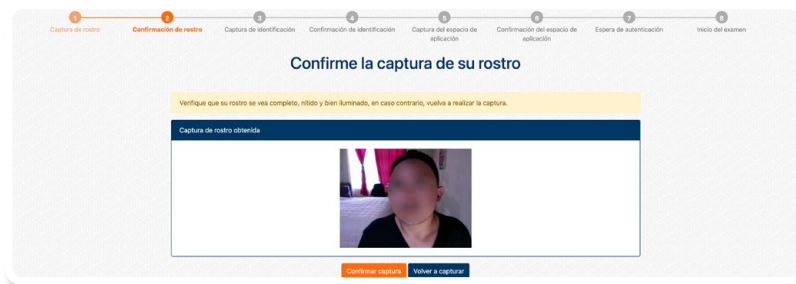 1
Captura de rostro
2
Confirmación de rostro
3
Captura de identificación
4
Confirmación de identificación
5
Captura del espacio de
aplicación
6
Confirmación del espacio de
aplicación
7
Espera de autenticación
8
Inicio del examen
Confirme la captura de su rostro
Verifique que su rostro se vea completo, nítido y bien iluminado, en caso contrario, vuelva a realizar la captura.
Captura de rostro obtenida
Confirmar captura
Volver a capturar